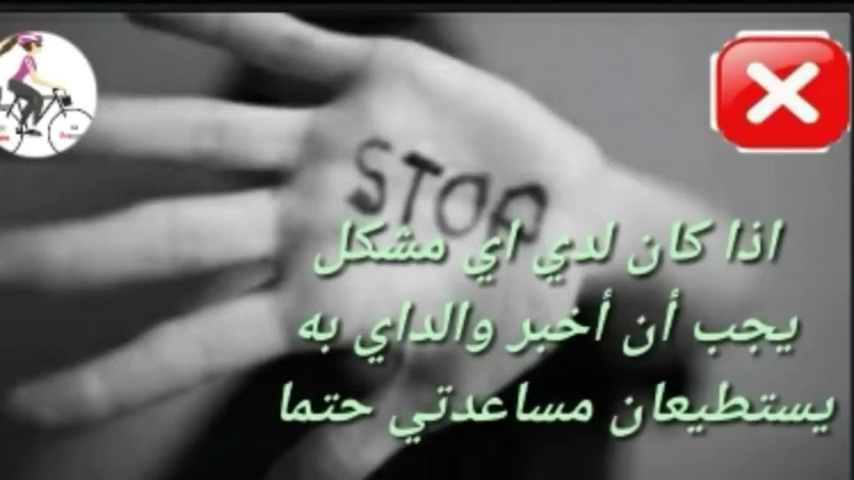 STOP
اذا كان لدي اي مشكل
يجب أن أخبر والداي به
يستطيعان مساعدتي حتما